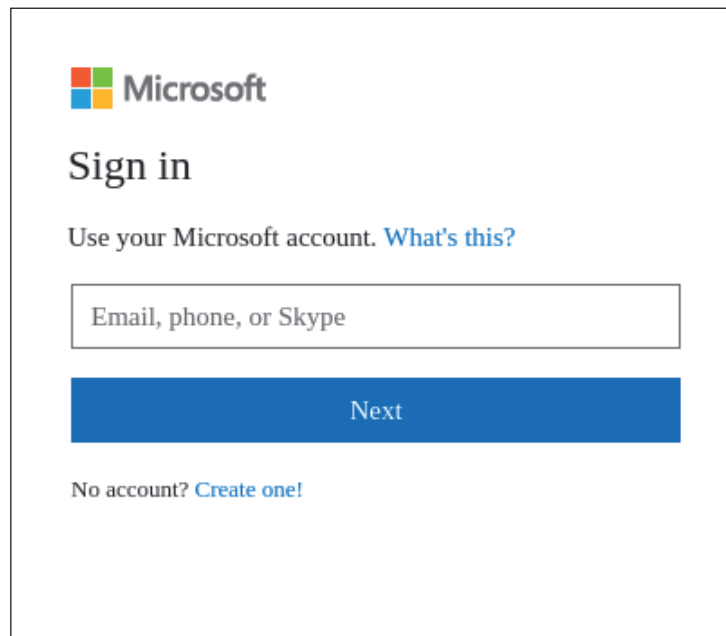 Microsoft
Sign in
Use your Microsoft account. What's this?
Email, phone, or Skype
Next
No account? Create one!